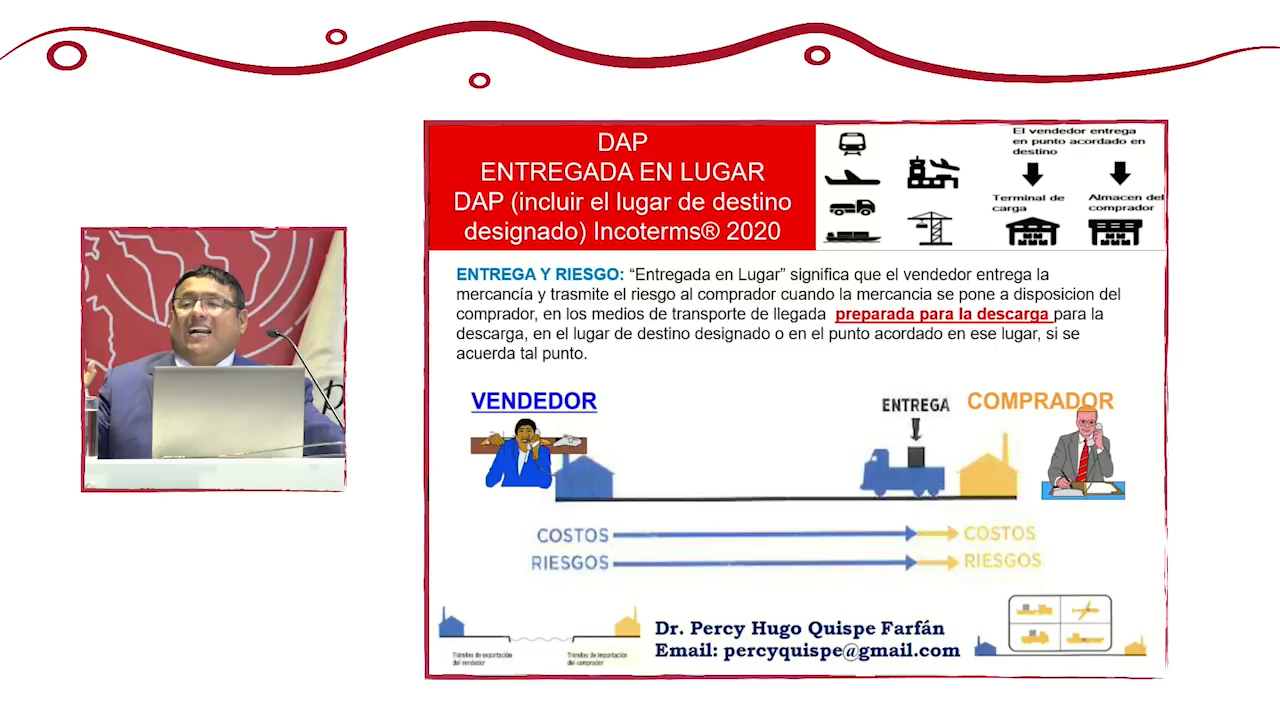 DAP
ENTREGADA EN LUGAR
DAP (incluir el lugar de destino
designado) Incoterms® 2020
El vendedor entrega
en punto acordado en
destino
Terminal de
carga
Almacen del
comprador
ENTREGA Y RIESGO: “Entregada en Lugar” significa que el vendedor entrega la
mercancía y trasmite el riesgo al comprador cuando la mercancia se pone a disposicion del
comprador, en los medios de transporte de llegada preparada para la descarga para la
descarga, en el lugar de destino designado o en el punto acordado en ese lugar, si se
acuerda tal punto.
VENDEDOR
ENTREGA
COMPRADOR
COSTOS
COSTOS
RIESGOS
RIESGOS
Trámites de exportación
del vendedor
Trámites de importación
del comprador
Dr. Percy Hugo Quispe Farfán
Email: percyquispe@gmail.com